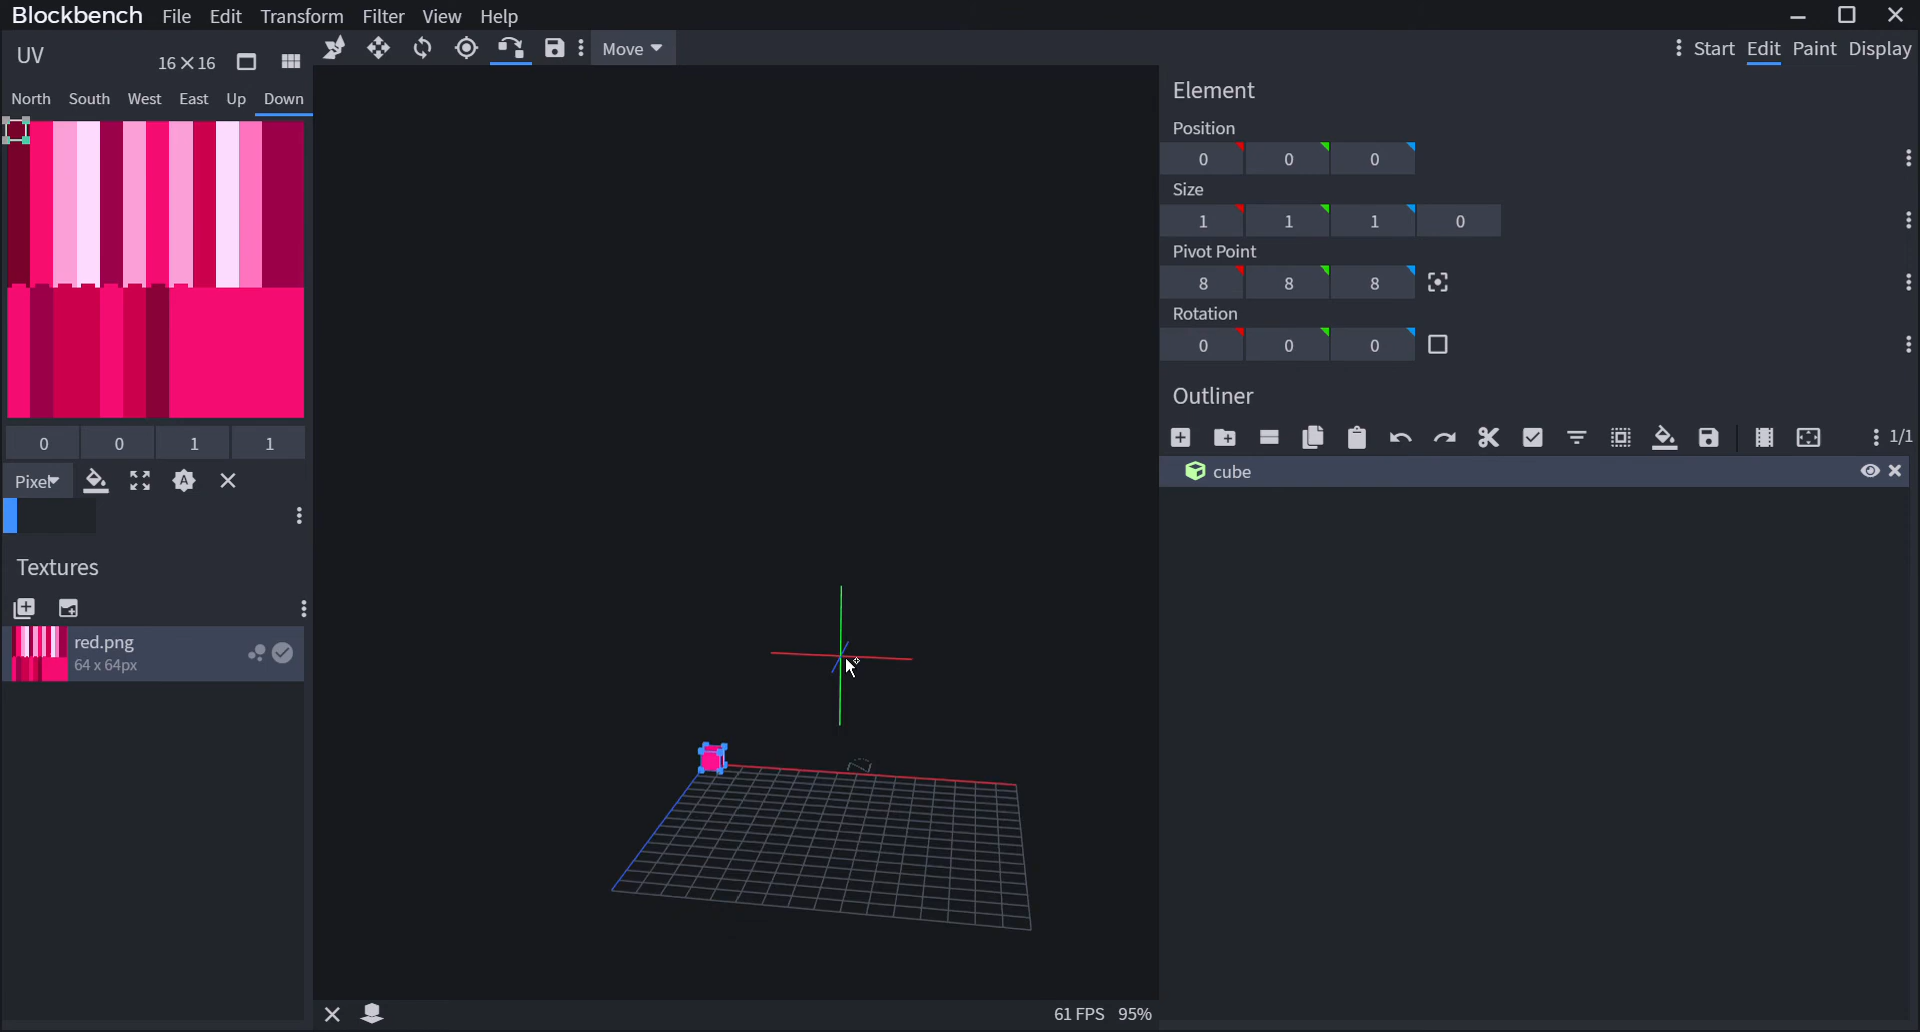 Blockbench File Edit Transform Filter View Help
UV
16×16
Move
Start Edit Paint Display
North South West East Up Down
Element
Position
0 0 0
Size
1 1 1 0
Pivot Point
8 8 8
Rotation
0 0 0
Outliner
1/1
cube
0 0 1 1
Pixel
A
Textures
red.png
64 x 64px
61 FPS 95%